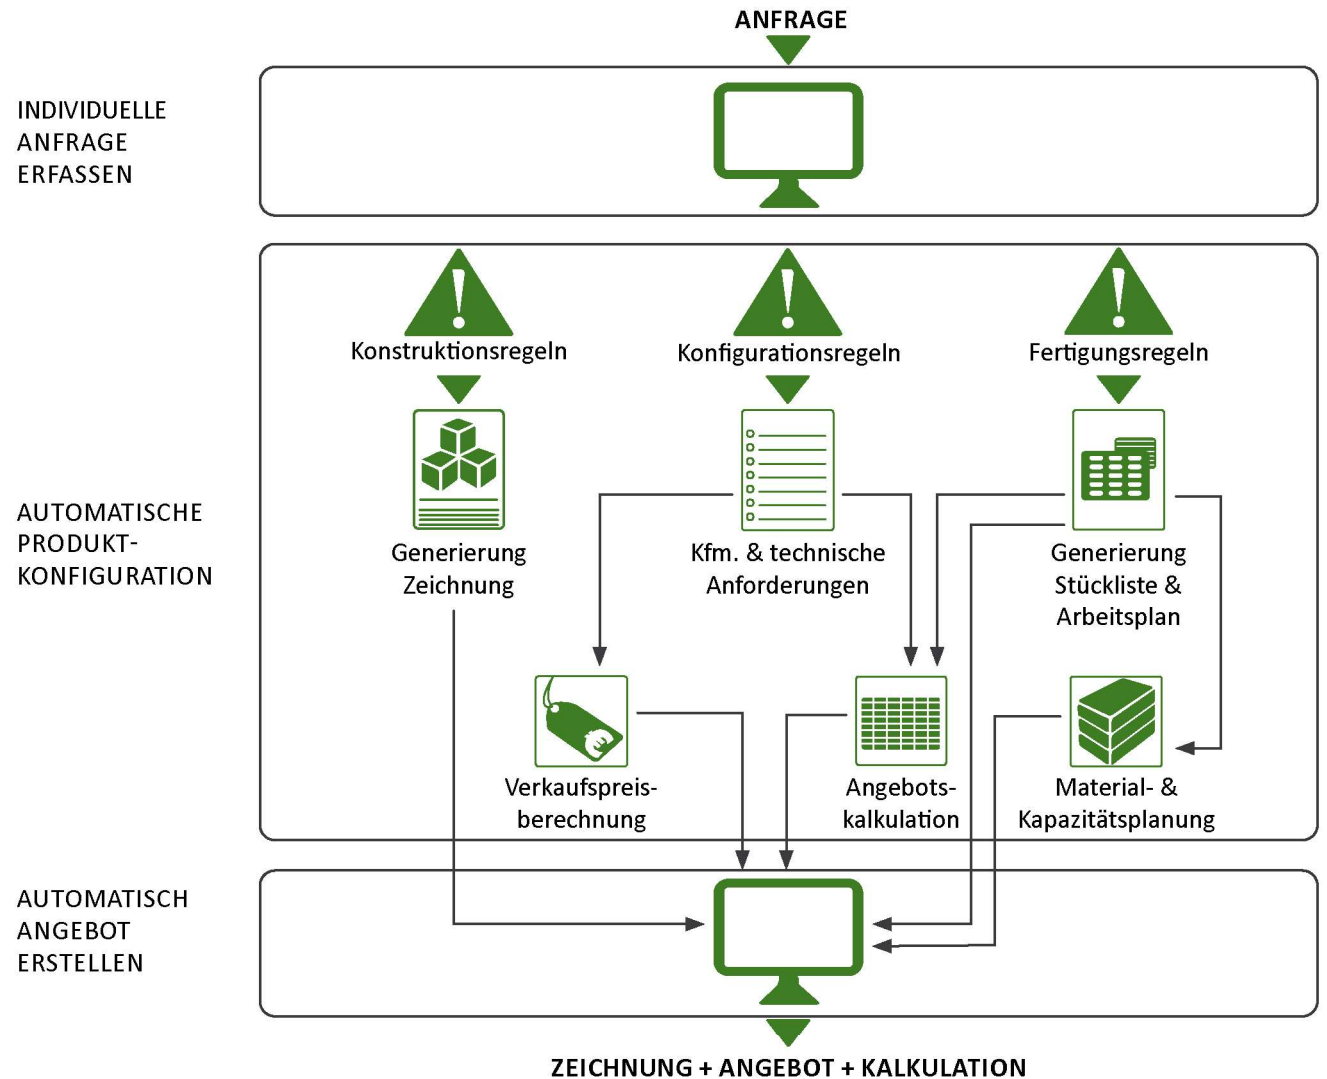 ANFRAGE
INDIVIDUELLE
ANFRAGE
ERFASSEN
Konstruktionsregeln
Konfigurationsregeln
Fertigungsregeln
AUTOMATISCHE
PRODUKT-
KONFIGURATION
Generierung
Zeichnung
Kfm. & technische
Anforderungen
Generierung
Stückliste &
Arbeitsplan
€
Verkaufspreis-
berechnung
Angebots-
kalkulation
Material- &
Kapazitätsplanung
AUTOMATISCH
ANGEBOT
ERSTELLEN
ZEICHNUNG + ANGEBOT + KALKULATION